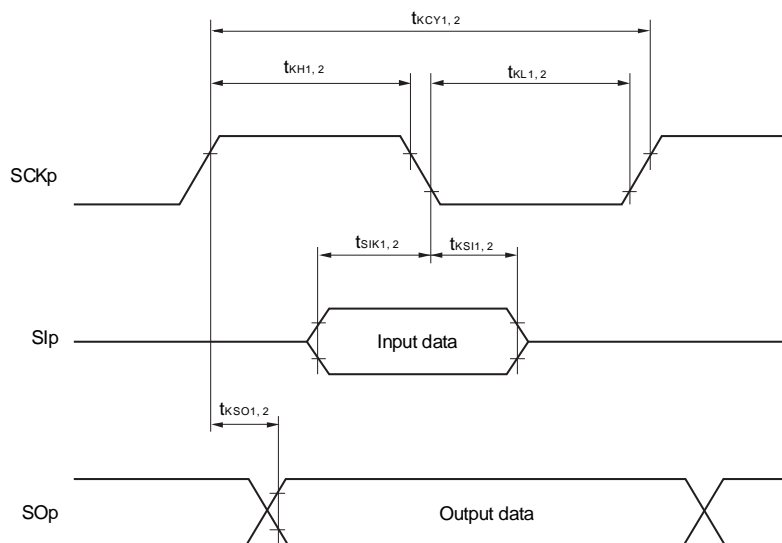 tKCY1, 2
tKH1, 2
tKL1, 2
SCKp
tSIK1, 2
tKSI1, 2
SIp
Input data
tKSO1, 2
SOp
Output data